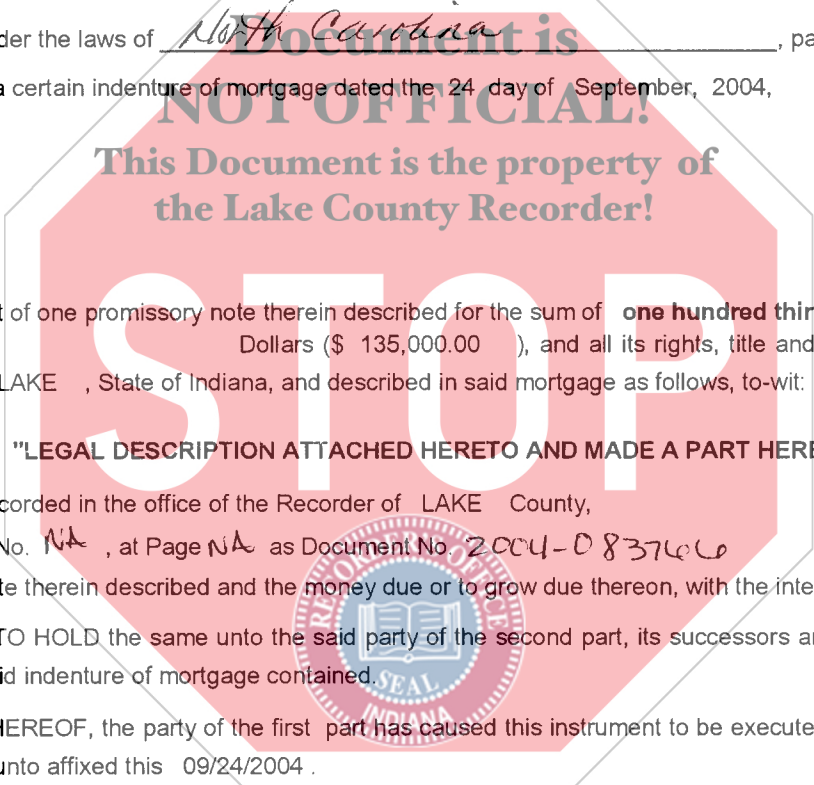 der the laws of North Carolina, pa
Document is
a certain indenture of mortgage dated the 24 day of September, 2004,
NOT OFFICIAL!
This Document is the property of
the Lake County Recorder!
STOP
t of one promissory note therein described for the sum of one hundred thir
Dollars ($ 135,000.00 ), and all its rights, title and
LAKE , State of Indiana, and described in said mortgage as follows, to-wit:
"LEGAL DESCRIPTION ATTACHED HERETO AND MADE A PART HERE
corded in the office of the Recorder of LAKE County,
No. NA , at Page NA as Document No. 2004-083766
te therein described and the money due or to grow due thereon, with the inte
TO HOLD the same unto the said party of the second part, its successors a
id indenture of mortgage contained.
RECORDER'S OFFICE
SEAL
INDIANA
HEREOF, the party of the first part has caused this instrument to be execute
unto affixed this 09/24/2004 .